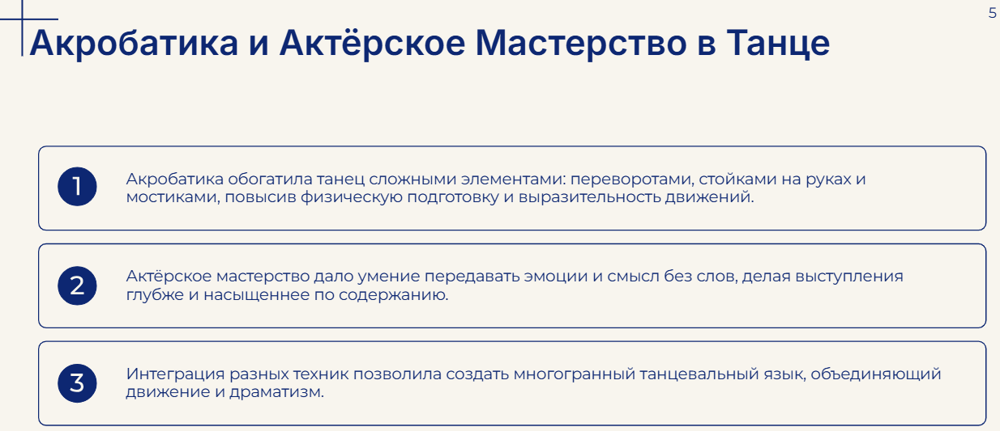 5
Акробатика и Актёрское Мастерство в Танце
1
Акробатика обогатила танец сложными элементами: переворотами, стойками на руках и
мостиками, повысив физическую подготовку и выразительность движений.
2
Актёрское мастерство дало умение передавать эмоции и смысл без слов, делая выступления
глубже и насыщеннее по содержанию.
3
Интеграция разных техник позволила создать многогранный танцевальный язык, объединяющий
движение и драматизм.